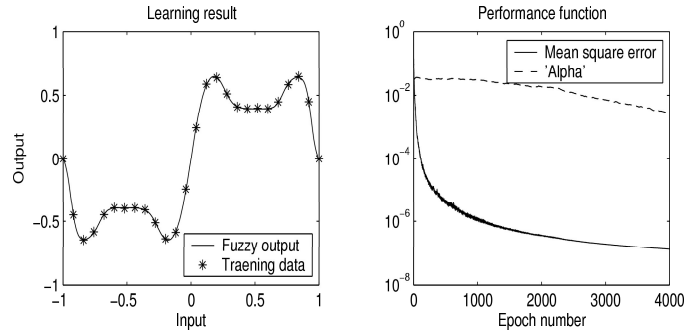 Learning result
1
0.5
0
−0.5
−1
−1
−0.5
0
0.5
1
Output
Input
Fuzzy output
Traening data
Performance function
10^0
10^−2
10^−4
10^−6
10^−8
0
1000
2000
3000
4000
Epoch number
Mean square error
'Alpha'